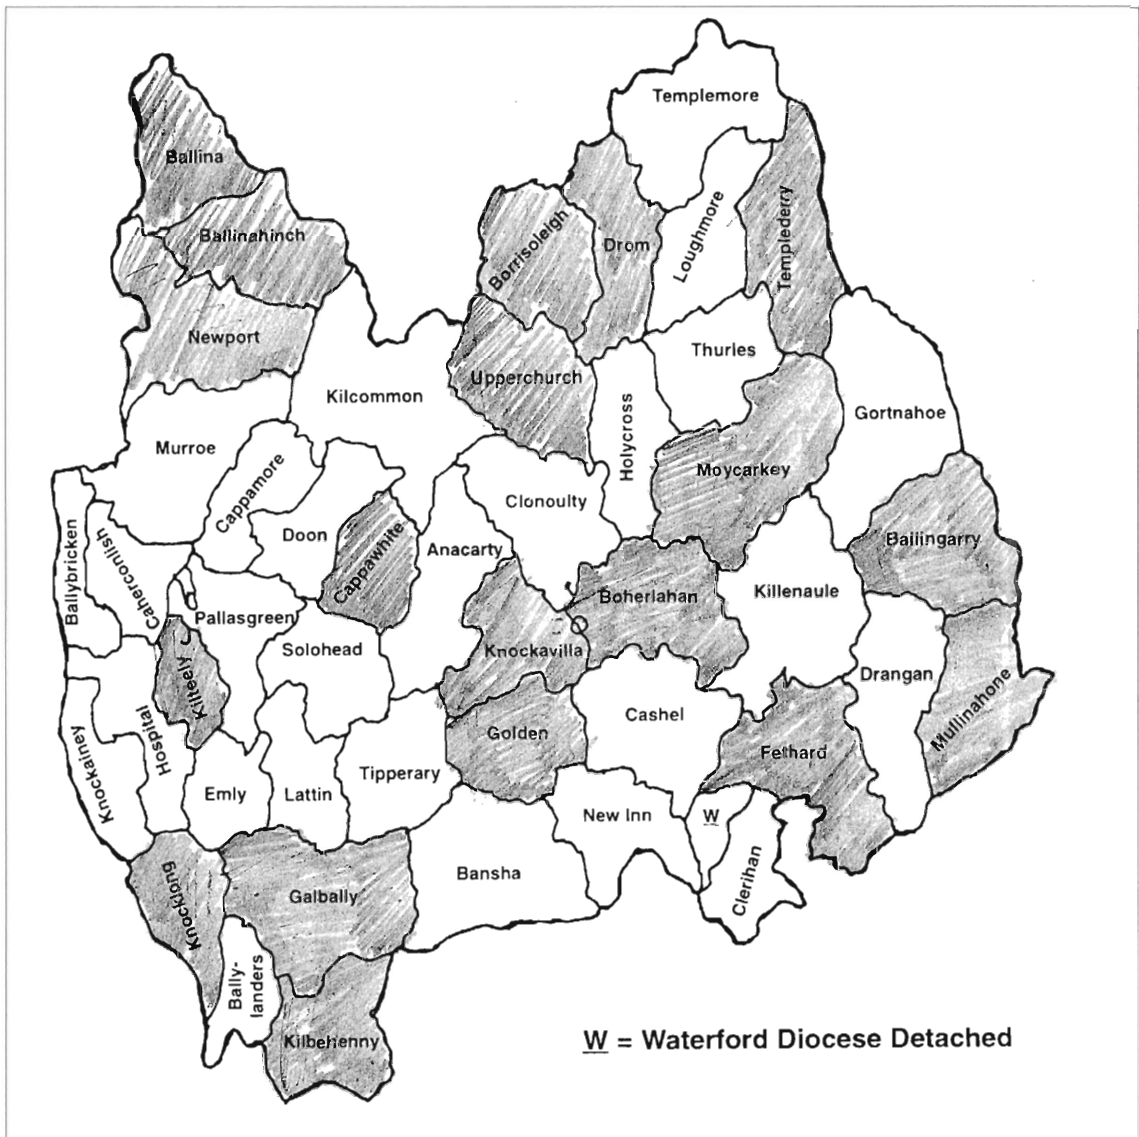 Templemore
Ballina
Ballinahinch
Borrisoleigh
Drom
Loughmore
Templederry
Newport
Upperchurch
Thurles
Kilcommon
Holycross
Gortnahoe
Murroe
Cappamore
Moycarkey
Clonoulty
Doon
Cappawhite
Anacarty
Ballingarry
Ballybricken
Caherconlish
Pallasgreen
Boherlahan
Killenaule
Solohead
Knockavilla
Kilteely
Drangan
Mullinahone
Hospital
Knockainey
Golden
Cashel
Fethard
Emly
Lattin
Tipperary
New Inn
W
Clerihan
Bansha
Knocklong
Galbally
Bally-
landers
Kilbehenny
W = Waterford Diocese Detached